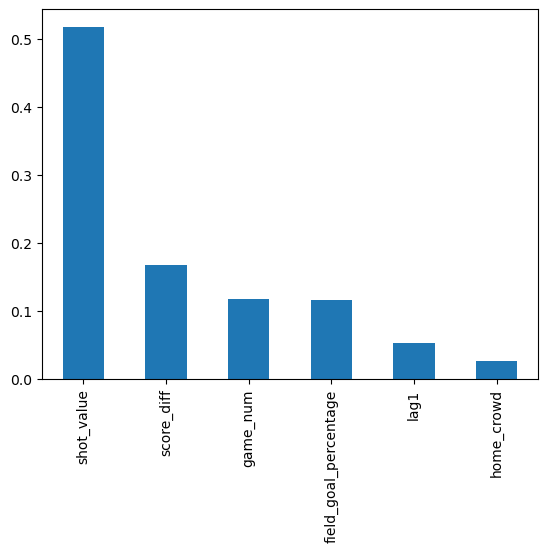 0.5
0.4
0.3
0.2
0.1
0.0
shot_value
score_diff
game_num
field_goal_percentage
lag1
home_crowd